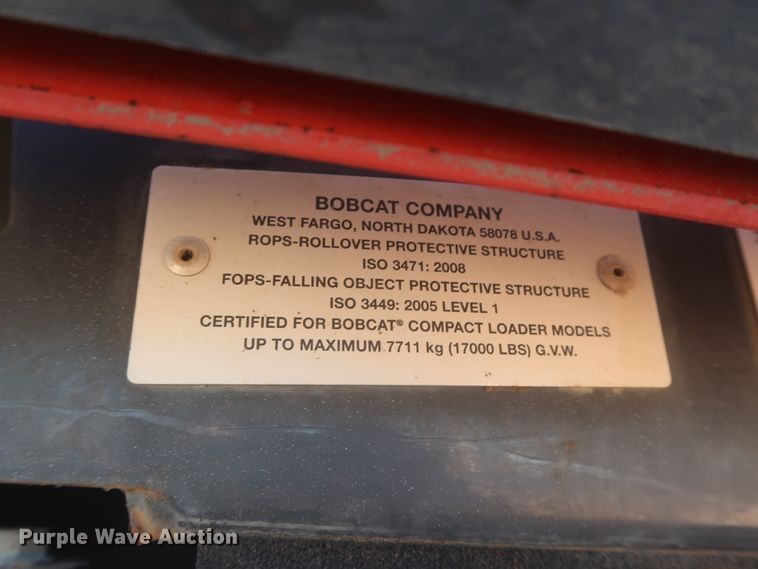 BOBCAT COMPANY
WEST FARGO, NORTH DAKOTA 58078 U.S.A.
ROPS-ROLLOVER PROTECTIVE STRUCTURE
ISO 3471: 2008
FOPS-FALLING OBJECT PROTECTIVE STRUCTURE
ISO 3449: 2005 LEVEL 1
CERTIFIED FOR BOBCAT® COMPACT LOADER MODELS
UP TO MAXIMUM 7711 kg (17000 LBS) G.V.W.
Purple Wave Auction